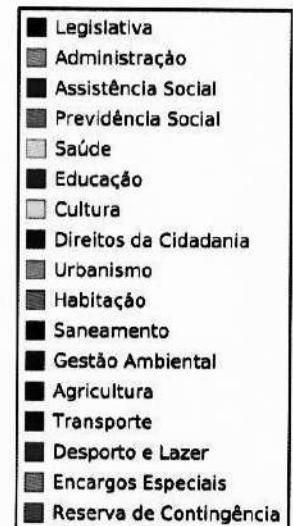 Legislativa
Administração
Assistência Social
Previdência Social
Saúde
Educação
Cultura
Direitos da Cidadania
Urbanismo
Habitação
Saneamento
Gestão Ambiental
Agricultura
Transporte
Desporto e Lazer
Encargos Especiais
Reserva de Contingência